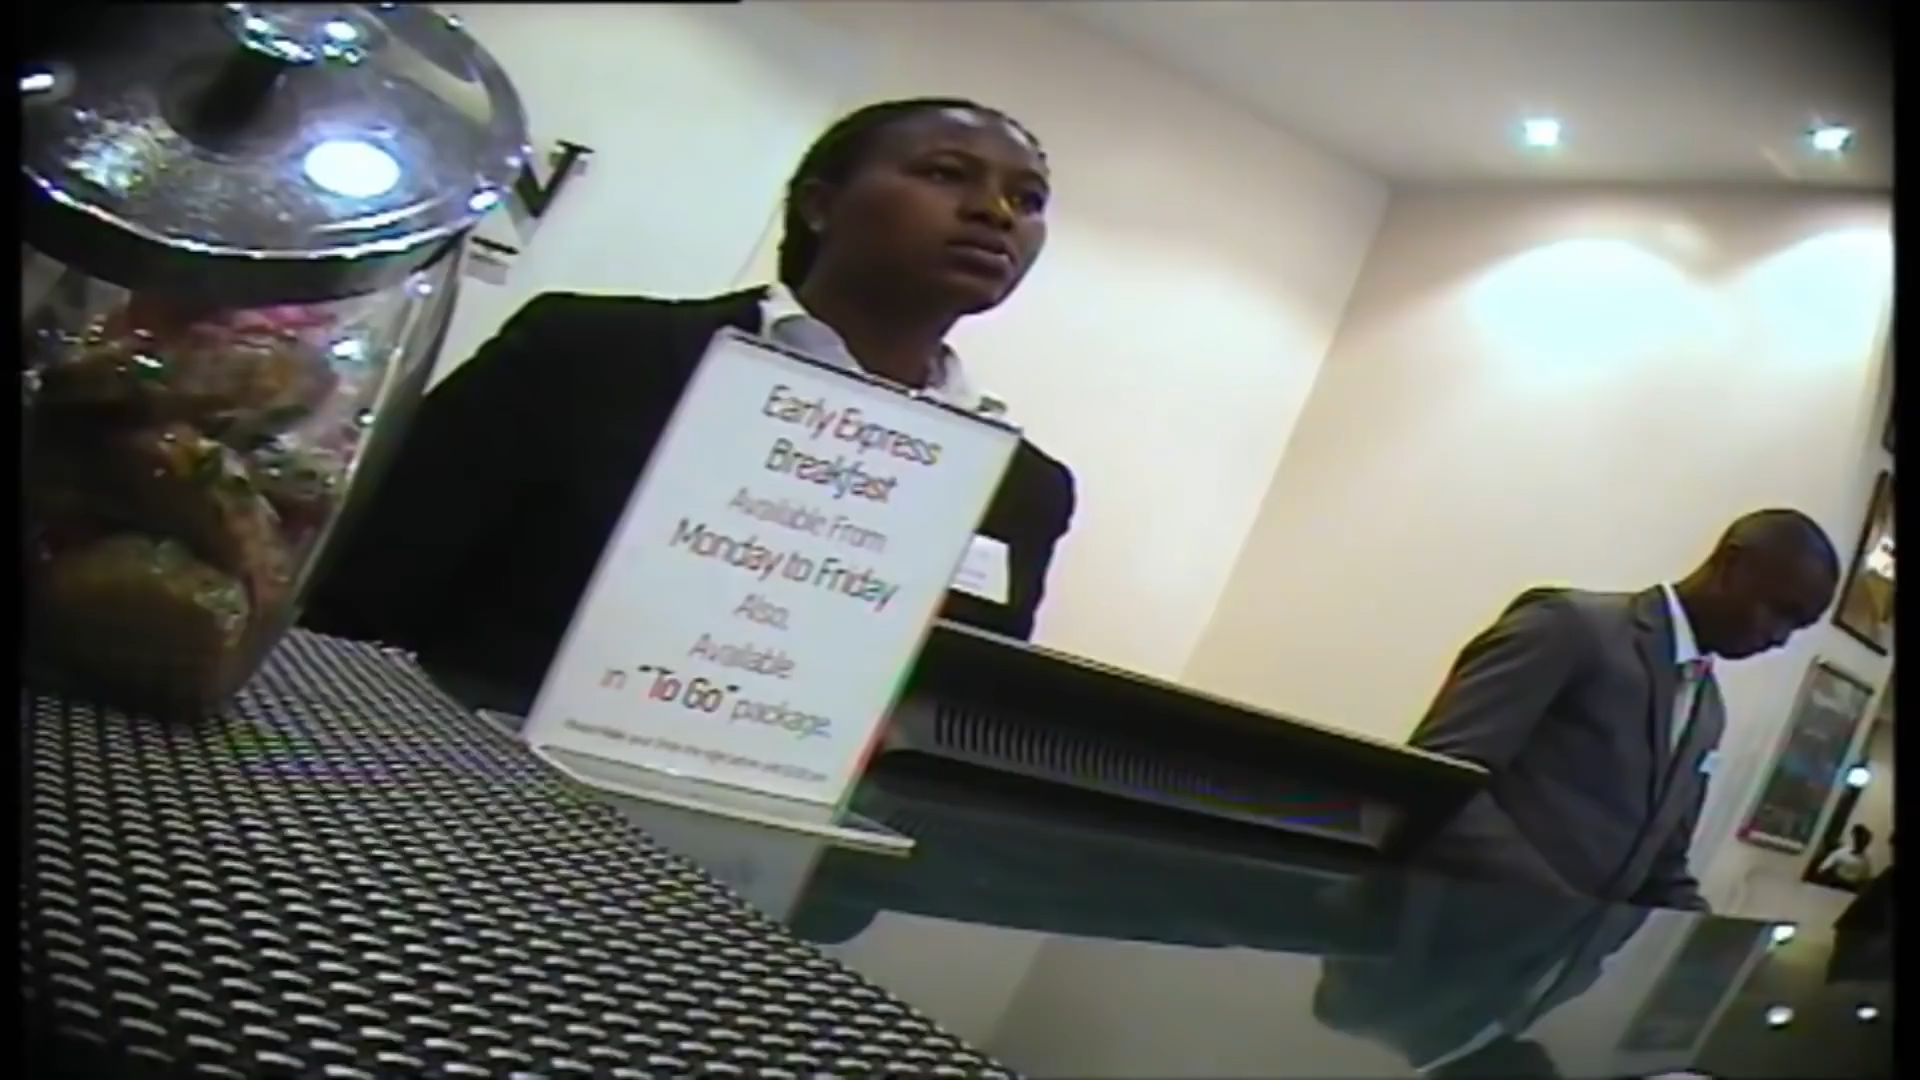 Early Express
Breakfast
Available From
Monday to Friday
Also,
Available
in "To Go" package.